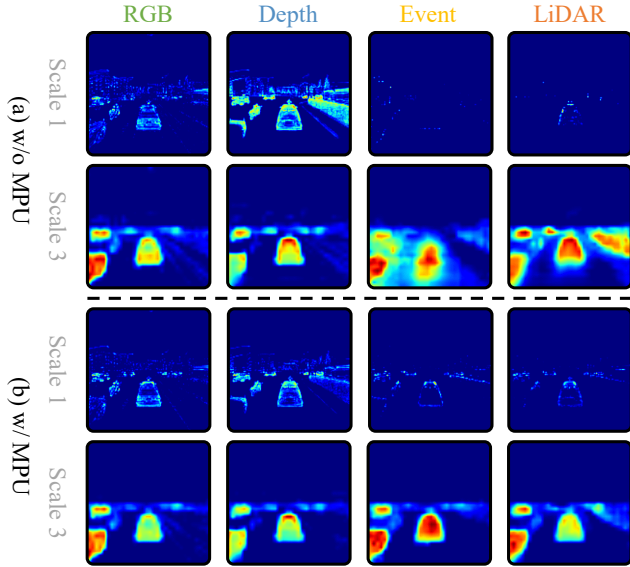 RGB Depth Event LiDAR
(a) w/o MPU
Scale 1
Scale 3
(b) w/ MPU
Scale 1
Scale 3